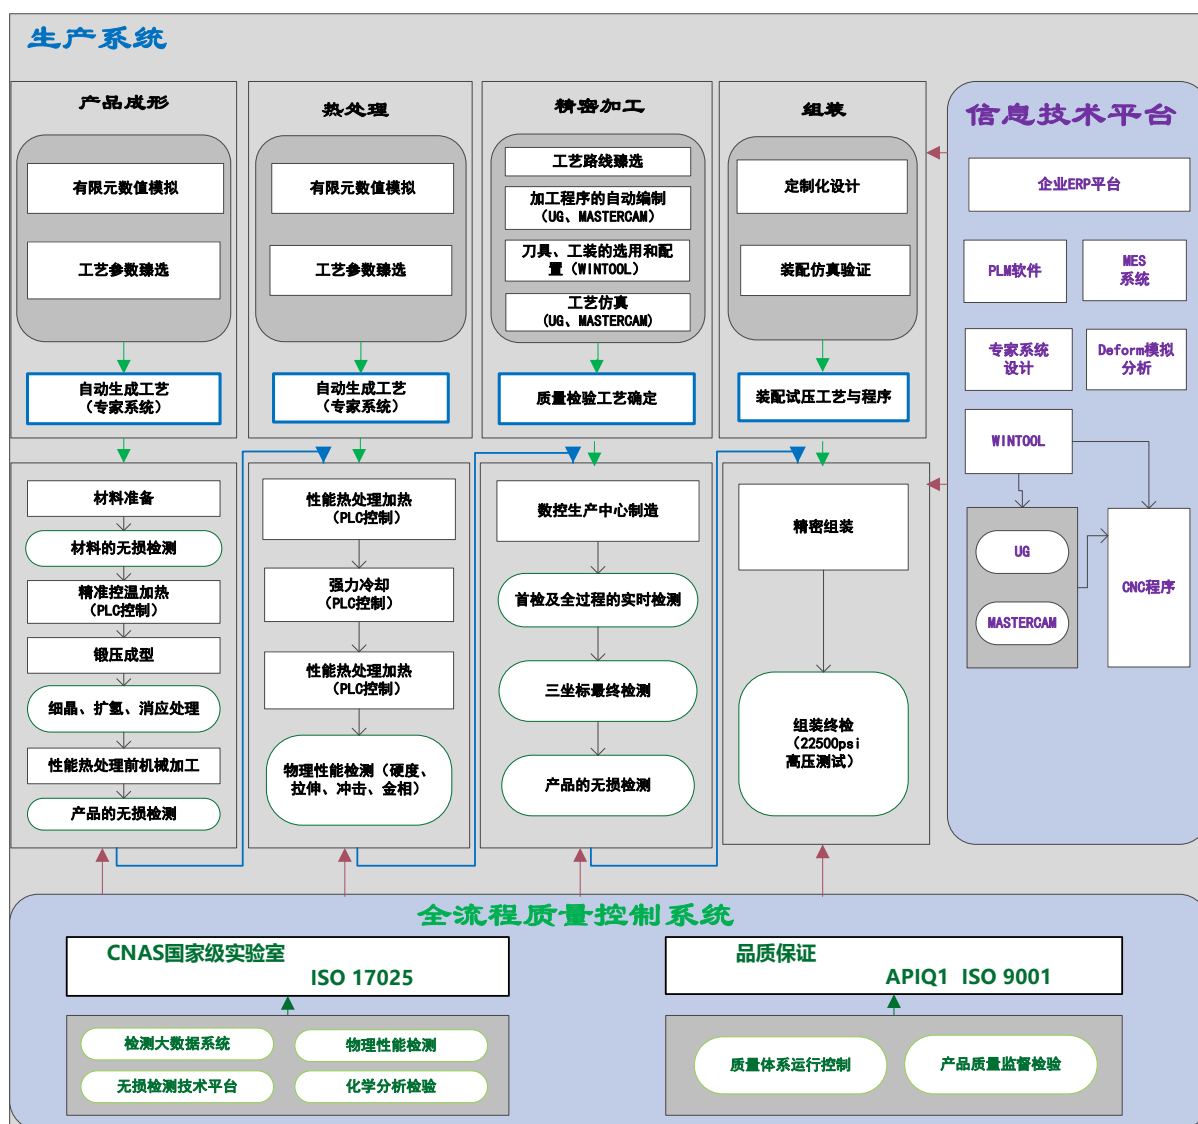 生产系统
产品成形
有限元数值模拟
工艺参数臻选
自动生成工艺
（专家系统）
材料准备
材料的无损检测
精准控温加热
（PLC控制）
锻压成型
细晶、扩氢、消应处理
性能热处理前机械加工
产品的无损检测
热处理
有限元数值模拟
工艺参数臻选
自动生成工艺
（专家系统）
性能热处理加热
（PLC控制）
强力冷却
（PLC控制）
性能热处理加热
（PLC控制）
物理性能检测（硬度、
拉伸、冲击、金相）
精密加工
工艺路线臻选
加工程序的自动编制
（UG、MASTERCAM）
刀具、工装的选用和配
置（WINTOOL）
工艺仿真
(UG、MASTERCAM)
质量检验工艺确定
数控生产中心制造
首检及全过程的实时检测
三坐标最终检测
产品的无损检测
组装
定制化设计
装配仿真验证
装配试压工艺与程序
精密组装
组装终检
（22500psi
高压测试）
信息技术平台
企业ERP平台
PLM软件
MES
系统
专家系统
设计
Deform模拟
分析
WINTOOL
UG
MASTERCAM
CNC程序
全流程质量控制系统
CNAS国家级实验室
ISO 17025
检测大数据系统
物理性能检测
无损检测技术平台
化学分析检验
品质保证
APIQ1 ISO 9001
质量体系运行控制
产品质量监督检验